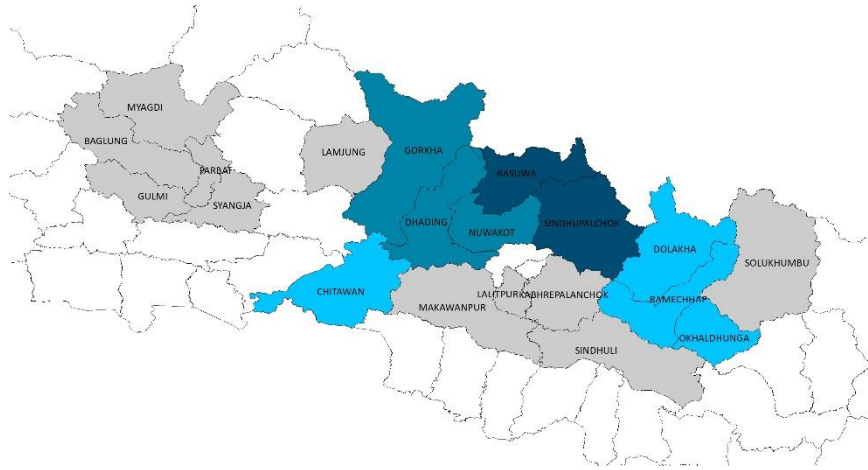 MYAGDI
BAGLUNG
PARBAT
GULMI
SYANGJA
LAMJUNG
GORKHA
RASUWA
DHADING
NUWAKOT
SINDHUPALCHOK
DOLAKHA
SOLUKHUMBU
CHITAWAN
MAKAWANPUR
LALITPUR
KABHREPALANCHOK
RAMECHHAP
OKHALDHUNGA
SINDHULI